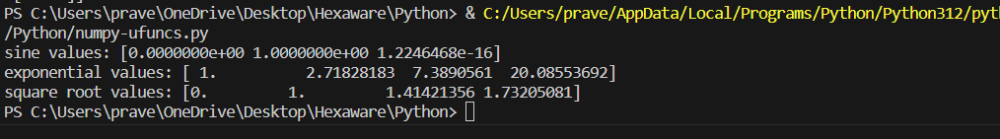 PS C:\Users\prave\OneDrive\Desktop\Hexaware\Python> & C:/Users/prave/AppData/Local/Programs/Python/Python312/pyt
/Python/numpy-ufuncs.py
sine values: [0.0000000e+00 1.0000000e+00 1.2246468e-16]
exponential values: [ 1.          2.71828183  7.3890561  20.08553692]
square root values: [0.         1.         1.41421356 1.73205081]
PS C:\Users\prave\OneDrive\Desktop\Hexaware\Python>